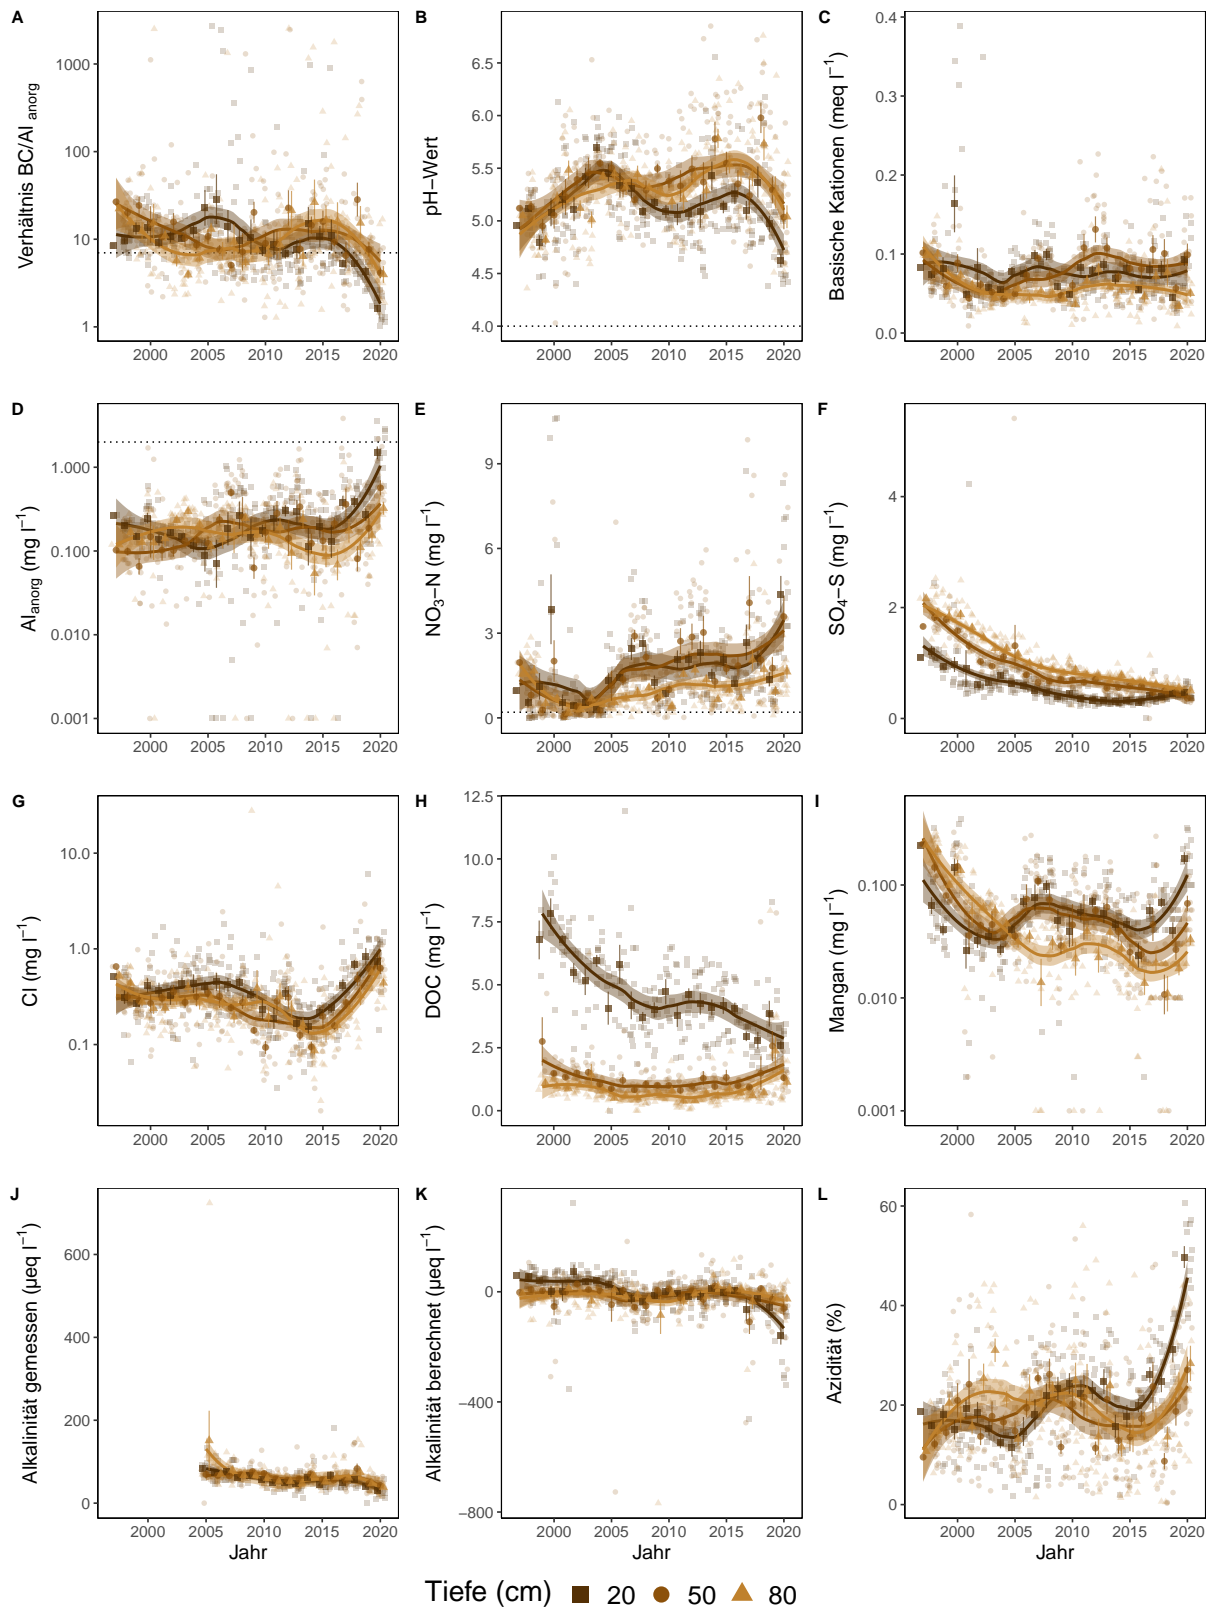 A
Verhältnis BC/Al anorg
1000
100
10
1
2000 2005 2010 2015 2020
B
pH−Wert
6.5
6.0
5.5
5.0
4.5
4.0
2000 2005 2010 2015 2020
C
Basische Kationen (meq l−1)
0.4
0.3
0.2
0.1
0.0
2000 2005 2010 2015 2020
D
Alanorg (mg l−1)
1.000
0.100
0.010
0.001
2000 2005 2010 2015 2020
E
NO3−N (mg l−1)
9
6
3
0
2000 2005 2010 2015 2020
F
SO4−S (mg l−1)
4
2
0
2000 2005 2010 2015 2020
G
Cl (mg l−1)
10.0
1.0
0.1
2000 2005 2010 2015 2020
H
DOC (mg l−1)
12.5
10.0
7.5
5.0
2.5
0.0
2000 2005 2010 2015 2020
I
Mangan (mg l−1)
0.100
0.010
0.001
2000 2005 2010 2015 2020
J
Alkalinität gemessen (µeq l−1)
600
400
200
0
2000 2005 2010 2015 2020
Jahr
K
Alkalinität berechnet (µeq l−1)
0
−400
−800
2000 2005 2010 2015 2020
Jahr
L
Azidität (%)
60
40
20
0
2000 2005 2010 2015 2020
Jahr
Tiefe (cm) 20 50 80